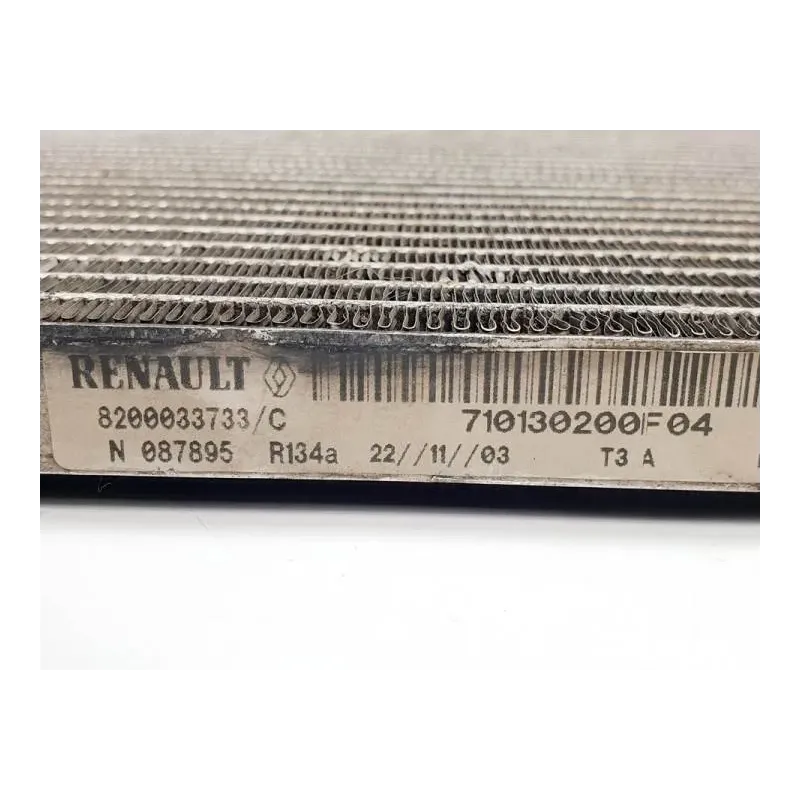 RENAULT
8200033733/C 710130200F04
N 087895 R134a 22//11//03 T3 A